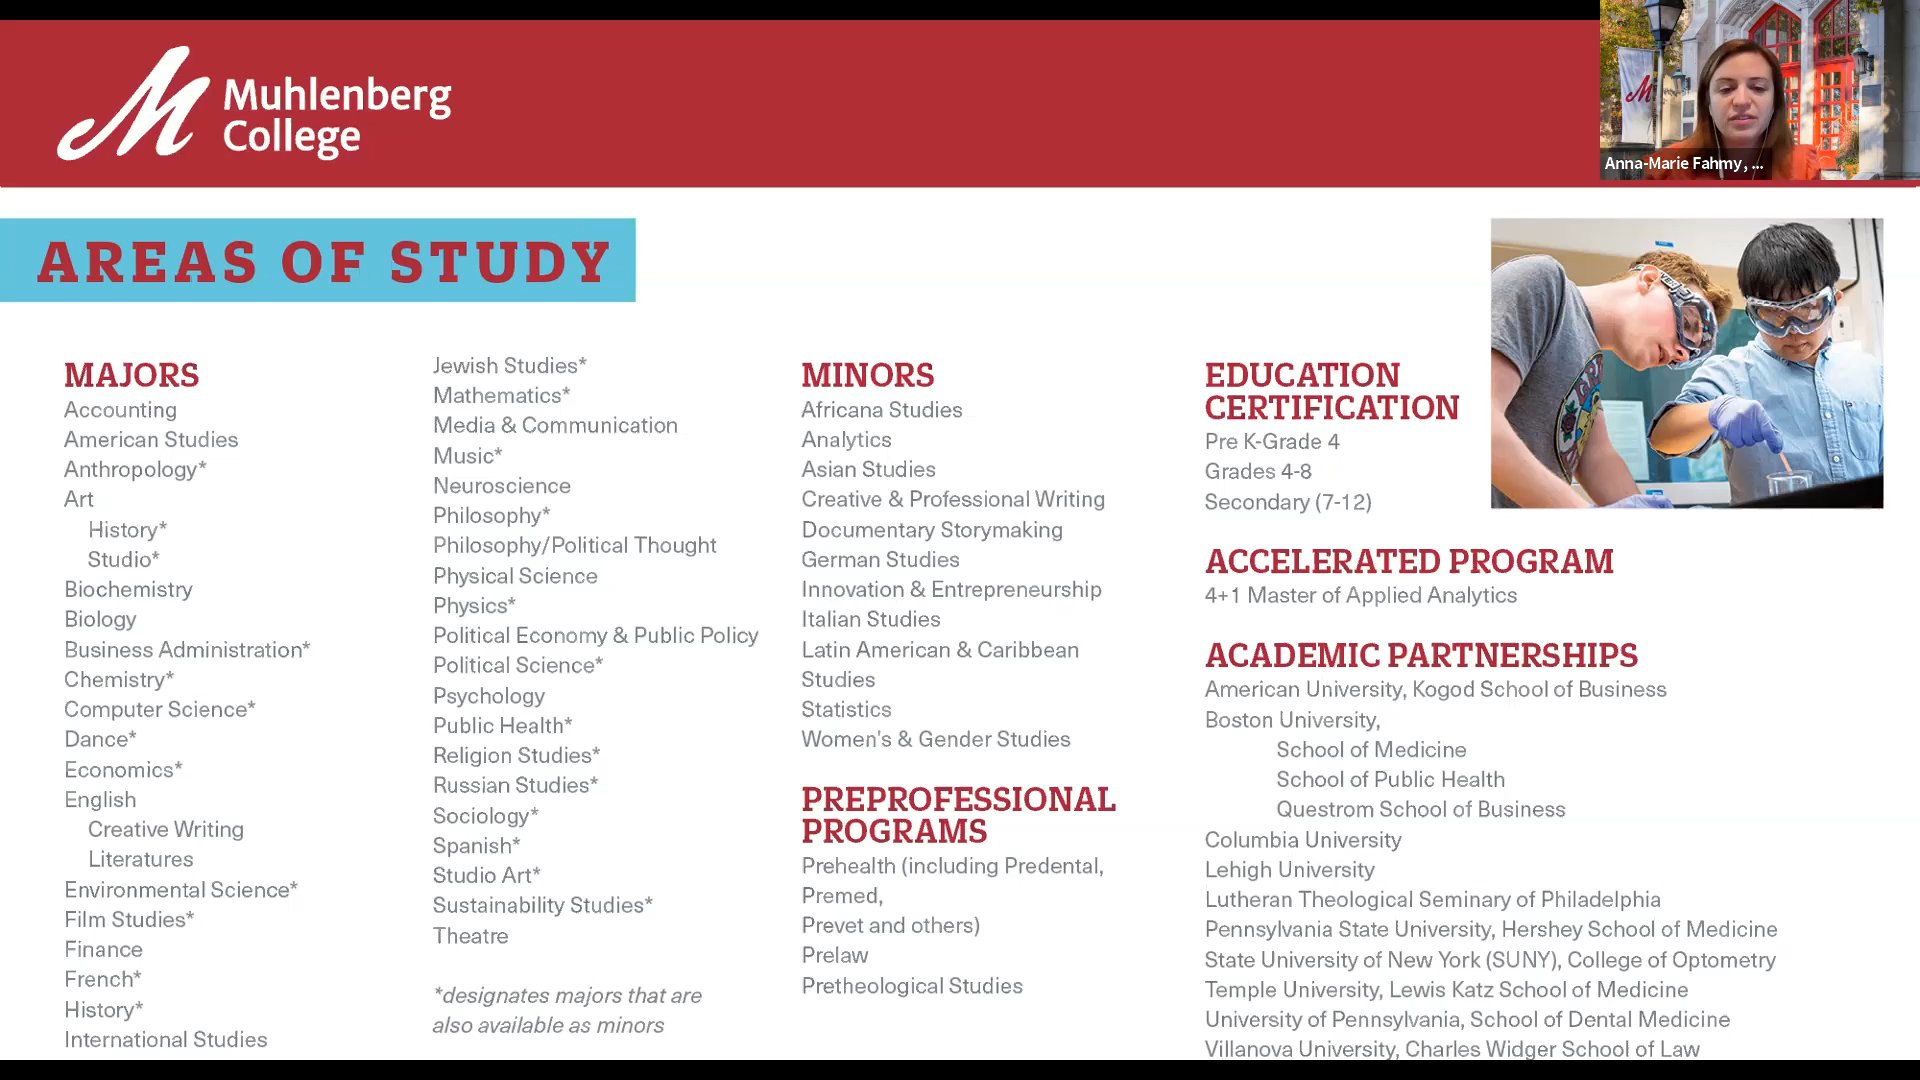 Muhlenberg
College
Anna-Marie Fahmy, ...
AREAS OF STUDY
MAJORS
Accounting
American Studies
Anthropology*
Art
History*
Studio*
Biochemistry
Biology
Business Administration*
Chemistry*
Computer Science*
Dance*
Economics*
English
Creative Writing
Literatures
Environmental Science*
Film Studies*
Finance
French*
History*
International Studies
Jewish Studies*
Mathematics*
Media & Communication
Music*
Neuroscience
Philosophy*
Philosophy/Political Thought
Physical Science
Physics*
Political Economy & Public Policy
Political Science*
Psychology
Public Health*
Religion Studies*
Russian Studies*
Sociology*
Spanish*
Studio Art*
Sustainability Studies*
Theatre
*designates majors that are
also available as minors
MINORS
Africana Studies
Analytics
Asian Studies
Creative & Professional Writing
Documentary Storymaking
German Studies
Innovation & Entrepreneurship
Italian Studies
Latin American & Caribbean
Studies
Statistics
Women's & Gender Studies
PREPROFESSIONAL
PROGRAMS
Prehealth (including Predental,
Premed,
Prevet and others)
Prelaw
Pretheological Studies
EDUCATION
CERTIFICATION
Pre K-Grade 4
Grades 4-8
Secondary (7-12)
ACCELERATED PROGRAM
4+1 Master of Applied Analytics
ACADEMIC PARTNERSHIPS
American University, Kogod School of Business
Boston University,
School of Medicine
School of Public Health
Questrom School of Business
Columbia University
Lehigh University
Lutheran Theological Seminary of Philadelphia
Pennsylvania State University, Hershey School of Medicine
State University of New York (SUNY), College of Optometry
Temple University, Lewis Katz School of Medicine
University of Pennsylvania, School of Dental Medicine
Villanova University, Charles Widger School of Law